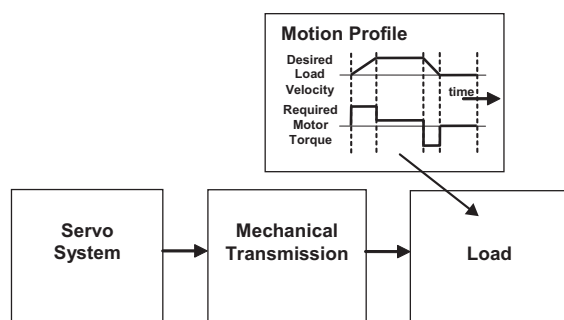 Motion Profile
Desired
Load
Velocity
time
Required
Motor
Torque
Servo
System
Mechanical
Transmission
Load